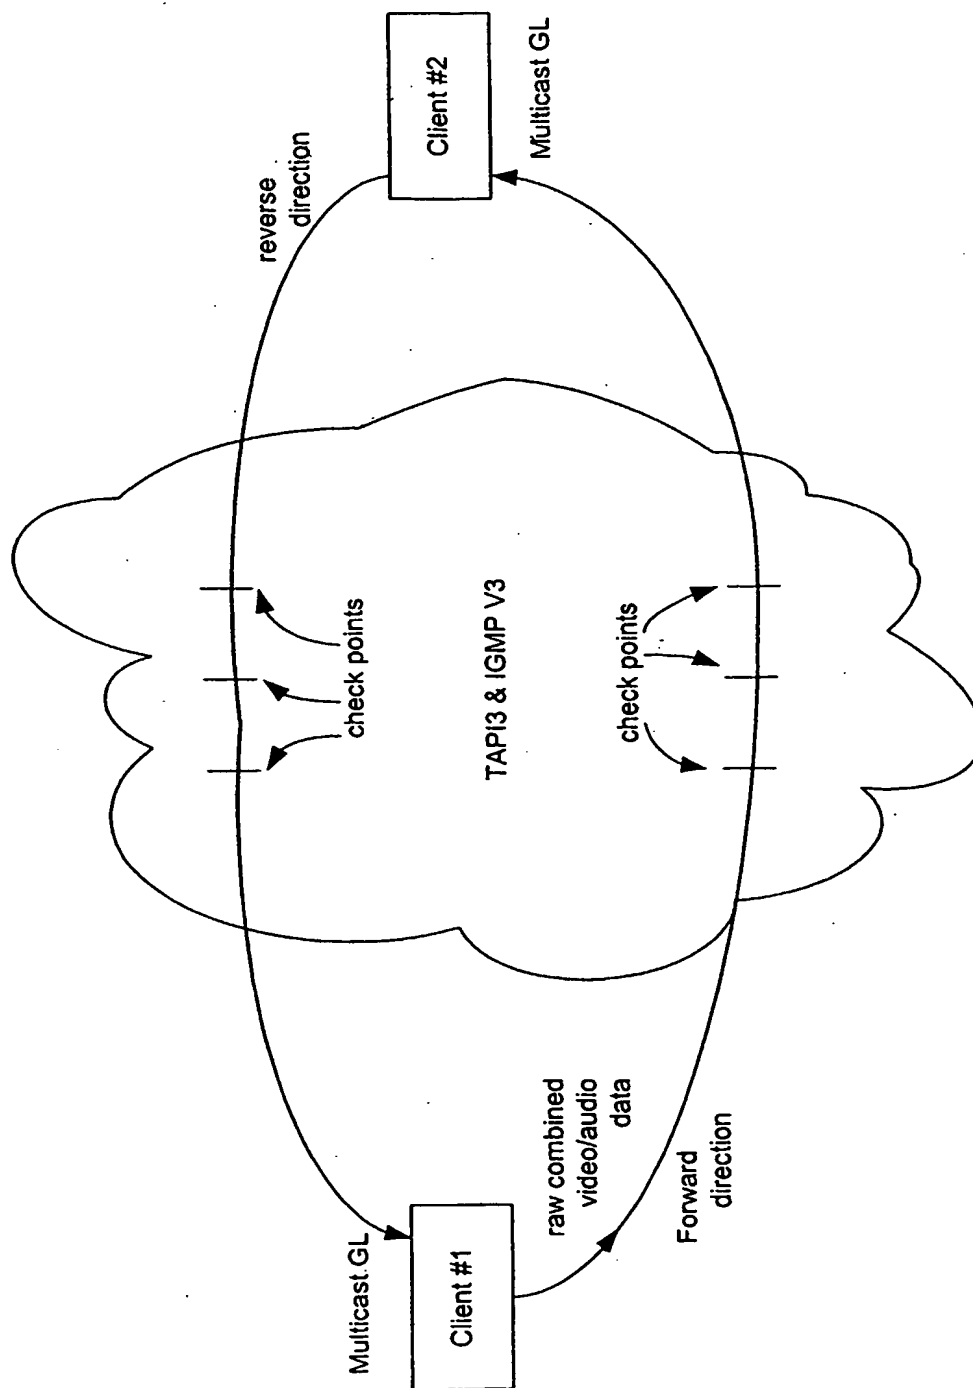 Client #2
Multicast GL
reverse
direction
check points
TAPI3 & IGMP V3
check points
raw combined
video/audio
data
Forward
direction
Multicast GL
Client #1